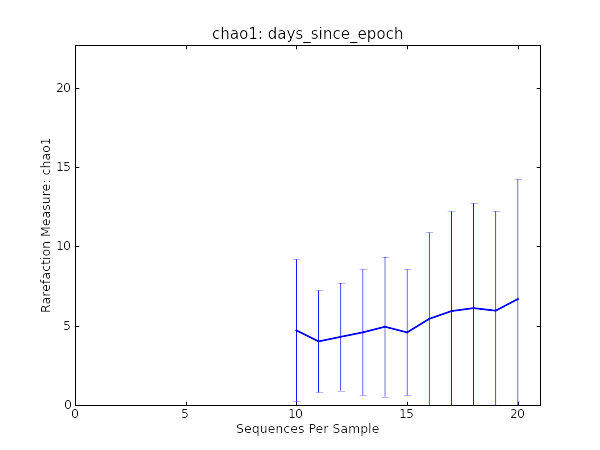 chao1: days_since_epoch
Rarefaction Measure: chao1
20
15
10
5
0
0 5 10 15 20
Sequences Per Sample